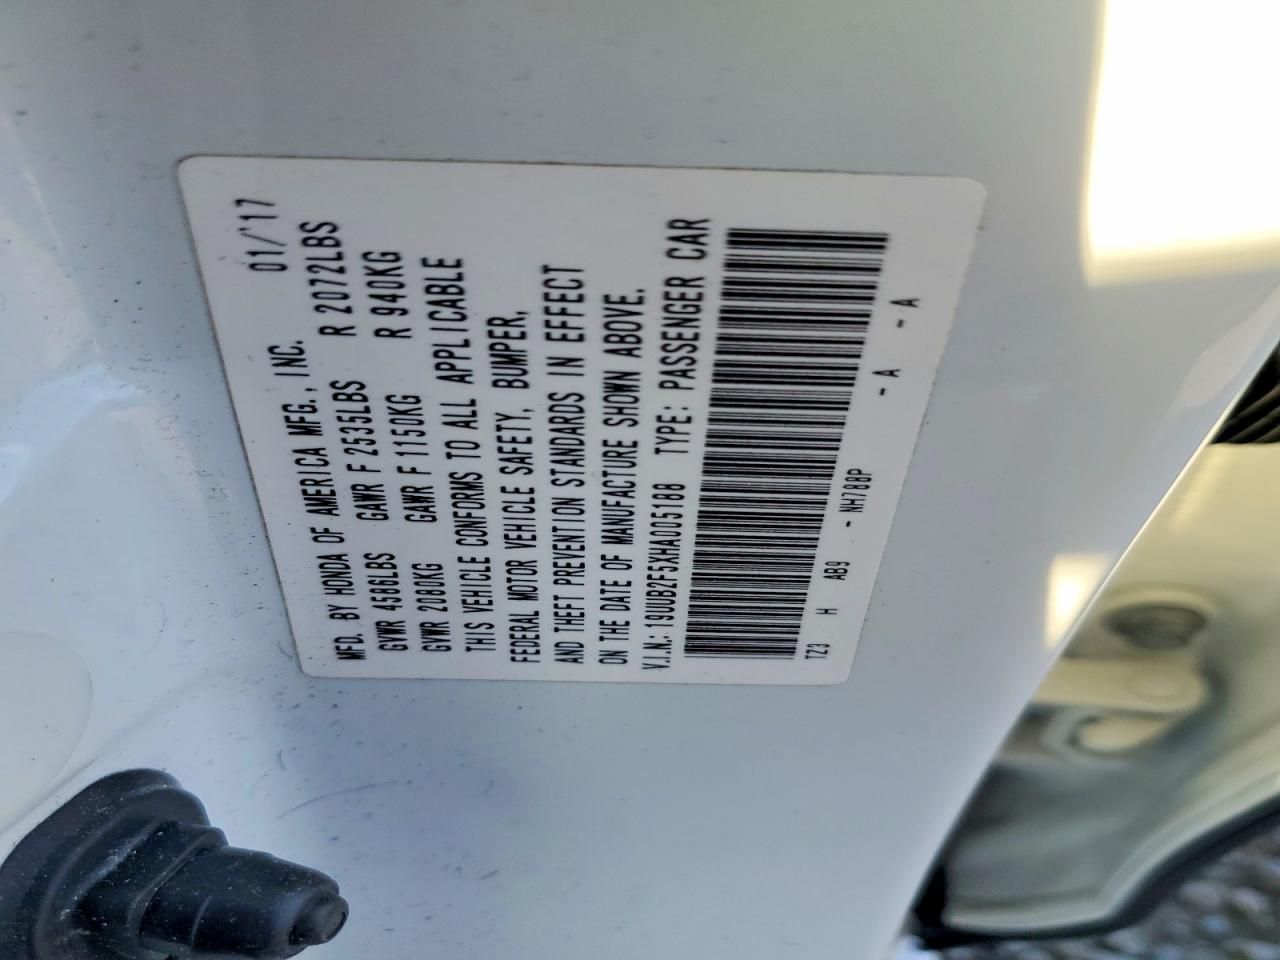 MFD. BY HONDA OF AMERICA MFG., INC. 01/'17
GVWR 4586LBS GAWR F 2535LBS R 2072LBS
GVWR 2080KG GAWR F 1150KG R 940KG
THIS VEHICLE CONFORMS TO ALL APPLICABLE
FEDERAL MOTOR VEHICLE SAFETY, BUMPER,
AND THEFT PREVENTION STANDARDS IN EFFECT
ON THE DATE OF MANUFACTURE SHOWN ABOVE.
V.I.N.: 19UUB2F5XHA005188 TYPE: PASSENGER CAR
TZ3 H AB9 - NH788P - A - A